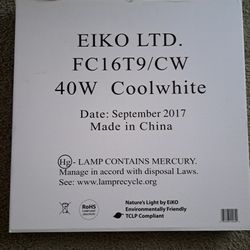 EIKO LTD.
FC16T9/CW
40W Coolwhite
Date: September 2017
Made in China
Hg - LAMP CONTAINS MERCURY.
Manage in accord with disposal Laws.
See: www.lamprecycle.org
RoHS
Nature's Light by EiKO
Environmentally Friendly
TCLP Compliant